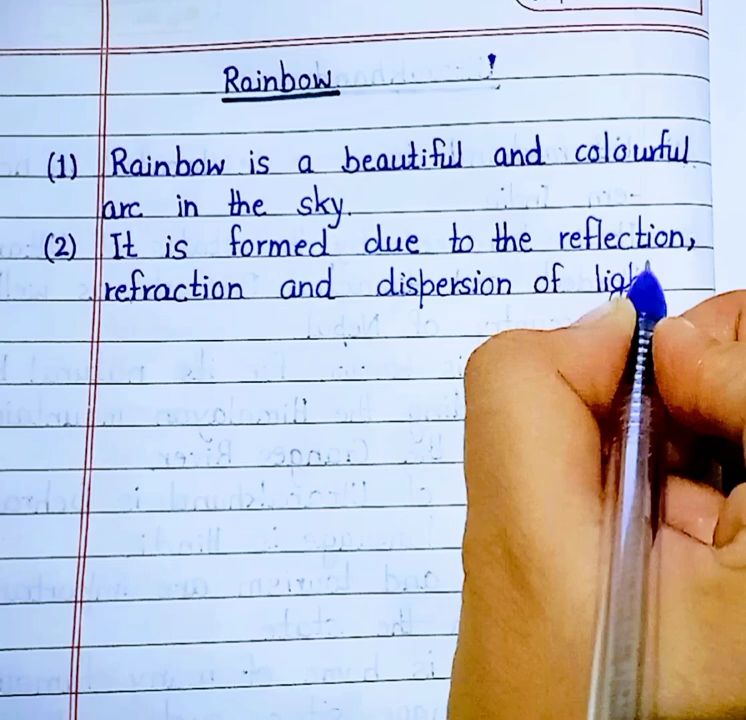 Rainbow
(1) Rainbow is a beautiful and colourful
arc in the sky.
(2) It is formed due to the reflection,
refraction and dispersion of